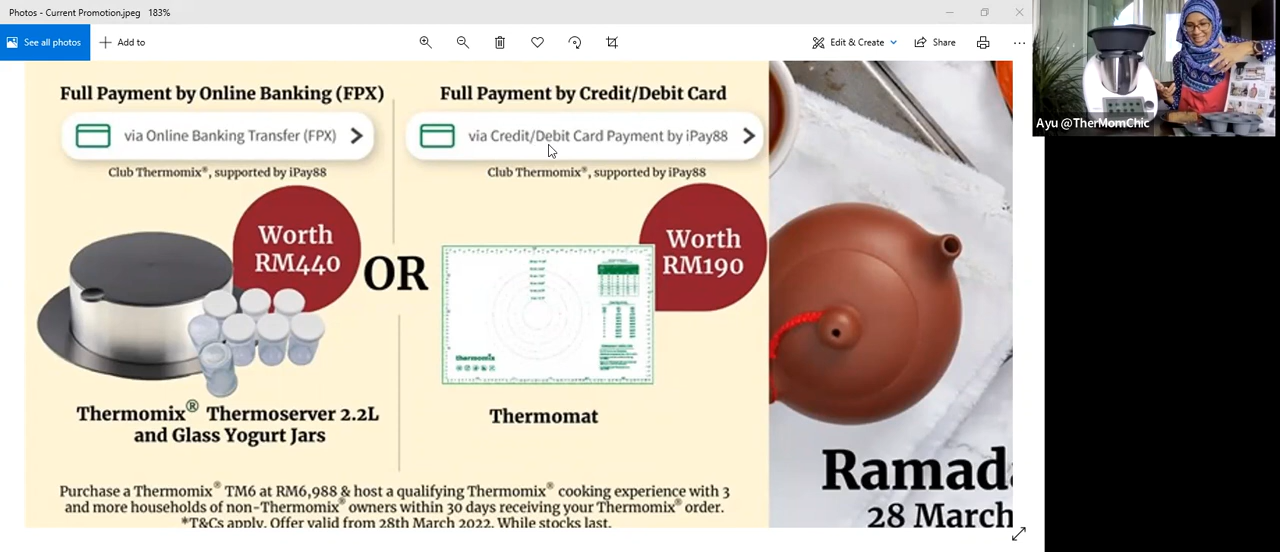 Photos - Current Promotion.jpeg 183%
See all photos
Add to
Edit & Create
Share
Full Payment by Online Banking (FPX)
via Online Banking Transfer (FPX)
Club Thermomix®, supported by iPay88
Worth
RM440
Thermomix® Thermoserver 2.2L
and Glass Yogurt Jars
OR
Full Payment by Credit/Debit Card
via Credit/Debit Card Payment by iPay88
Club Thermomix®, supported by iPay88
Worth
RM190
thermomix
Thermomat
Purchase a Thermomix® TM6 at RM6,988 & host a qualifying Thermomix® cooking experience with 3
and more households of non-Thermomix® owners within 30 days receiving your Thermomix® order.
*T&Cs apply. Offer valid from 28th March 2022. While stocks last.
Ramad
28 March
Ayu @TherMomChic